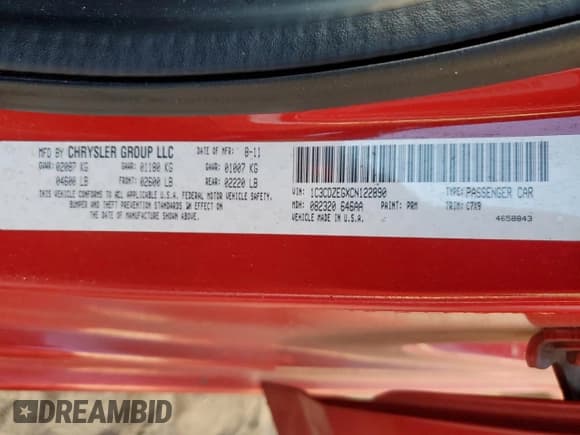 MFD BY CHRYSLER GROUP LLC DATE OF MFR 8-11
GVWR: 02087 KG GAWR: 01180 KG GAWR: 01007 KG
04600 LB FRONT: 02600 LB REAR: 02220 LB
THIS VEHICLE CONFORMS TO ALL APPLICABLE U.S.A. FEDERAL MOTOR VEHICLE SAFETY,
BUMPER AND THEFT PREVENTION STANDARDS IN EFFECT ON
THE DATE OF MANUFACTURE SHOWN ABOVE.
VIN: 1C3CDZEGXCN122890 TYPE: PASSENGER CAR
MDH: 082320 646AA PAINT: PRM TRIM: C7X9
VEHICLE MADE IN U.S.A. 4658843
DREAMBID